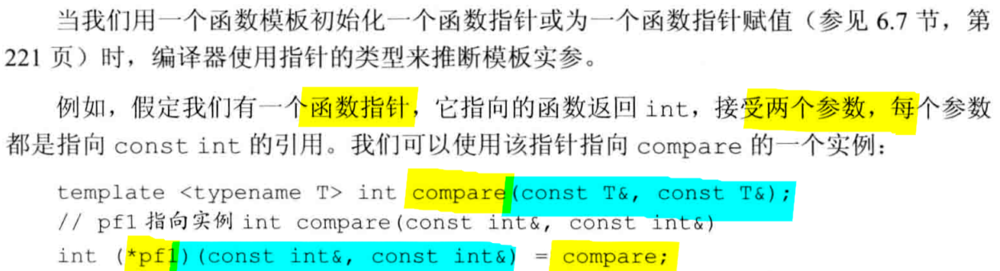 当我们用一个函数模板初始化一个函数指针或为一个函数指针赋值（参见 6.7 节，第
221 页）时，编译器使用指针的类型来推断模板实参。
例如，假定我们有一个函数指针，它指向的函数返回 int，接受两个参数，每个参数
都是指向 const int 的引用。我们可以使用该指针指向 compare 的一个实例：
template <typename T> int compare(const T&, const T&);
// pf1 指向实例 int compare(const int&, const int&)
int (*pf1)(const int&, const int&) = compare;